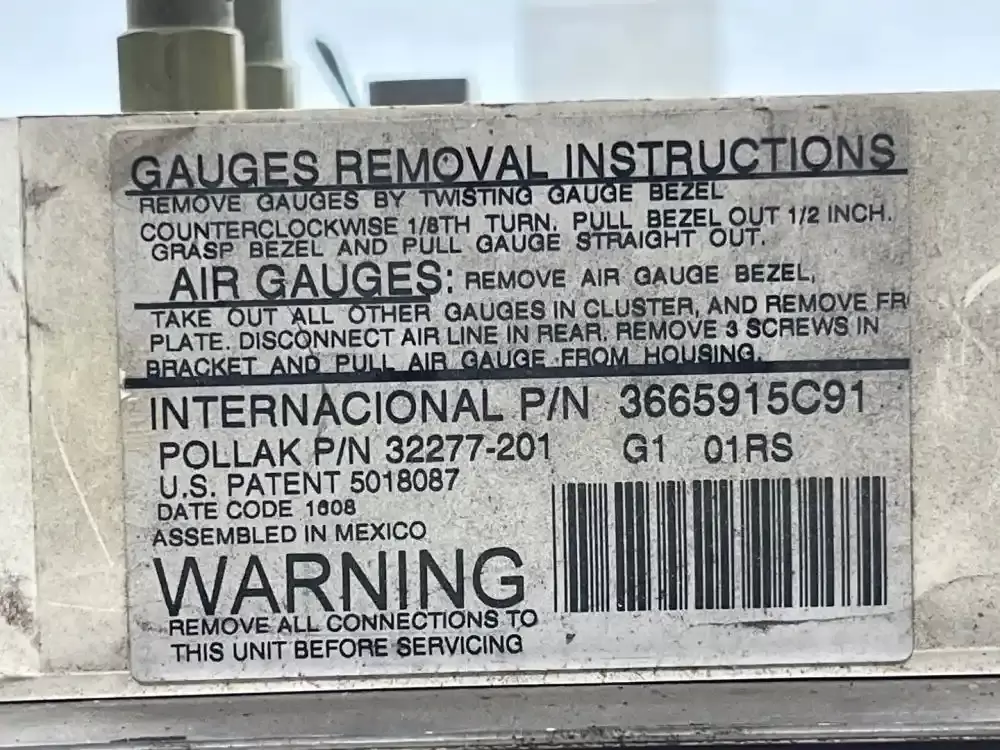 GAUGES REMOVAL INSTRUCTIONS
REMOVE GAUGES BY TWISTING GAUGE BEZEL
COUNTERCLOCKWISE 1/8TH TURN. PULL BEZEL OUT 1/2 INCH.
GRASP BEZEL AND PULL GAUGE STRAIGHT OUT.
AIR GAUGES: REMOVE AIR GAUGE BEZEL,
TAKE OUT ALL OTHER GAUGES IN CLUSTER, AND REMOVE FR
PLATE. DISCONNECT AIR LINE IN REAR. REMOVE 3 SCREWS IN
BRACKET AND PULL AIR GAUGE FROM HOUSING.
INTERNACIONAL P/N 3665915C91
POLLAK P/N 32277-201 G1 01RS
U.S. PATENT 5018087
DATE CODE 1608
ASSEMBLED IN MEXICO
WARNING
REMOVE ALL CONNECTIONS TO
THIS UNIT BEFORE SERVICING